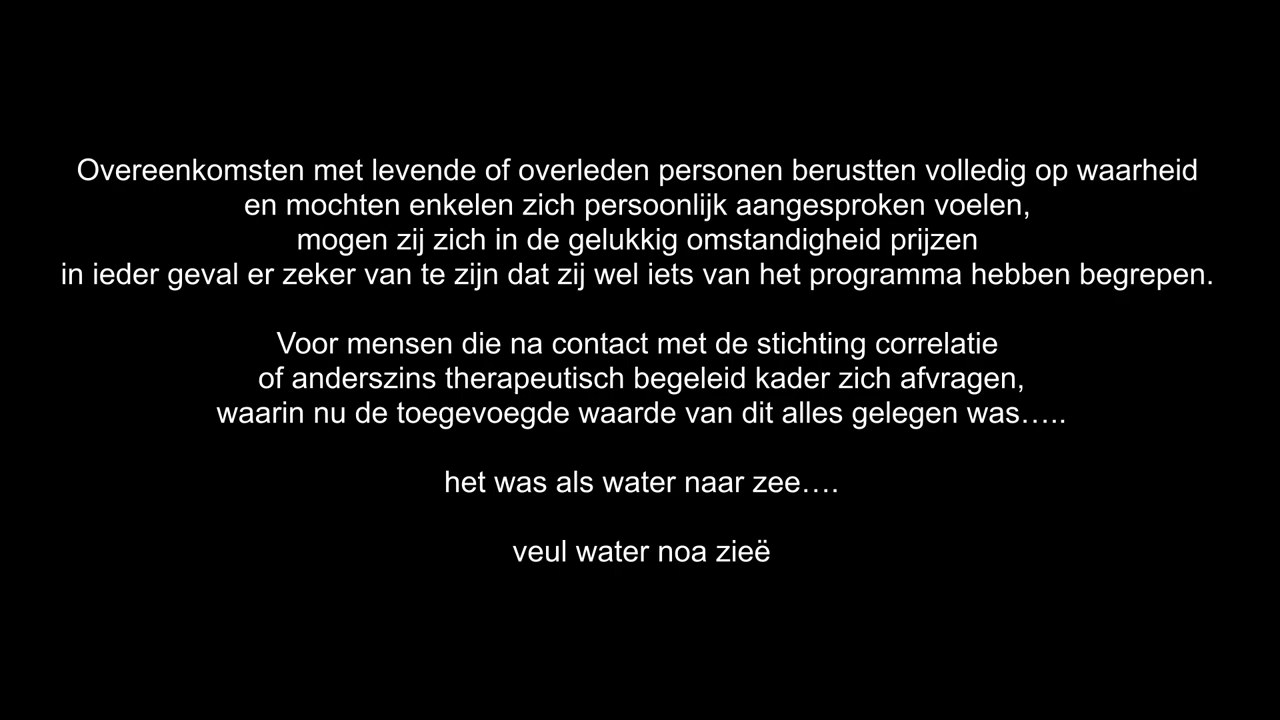 Overeenkomsten met levende of overleden personen berustten volledig op waarheid
en mochten enkelen zich persoonlijk aangesproken voelen,
mogen zij zich in de gelukkig omstandigheid prijzen
in ieder geval er zeker van te zijn dat zij wel iets van het programma hebben begrepen.
Voor mensen die na contact met de stichting correlatie
of anderszins therapeutisch begeleid kader zich afvragen,
waarin nu de toegevoegde waarde van dit alles gelegen was…..
het was als water naar zee….
veul water noa zieë